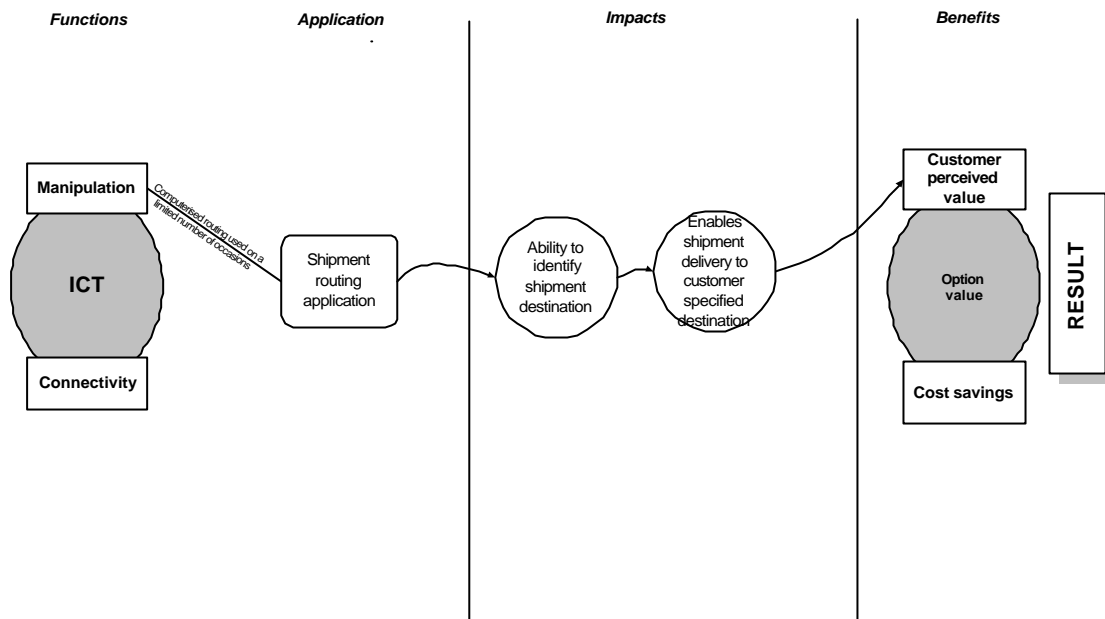 Functions
Application
Impacts
Benefits
.
Manipulation
ICT
Connectivity
Computerised routing used on a
limited number of occasions
Shipment
routing
application
Ability to
identify
shipment
destination
Enables
shipment
delivery to
customer
specified
destination
Customer
perceived
value
Option
value
Cost savings
RESULT